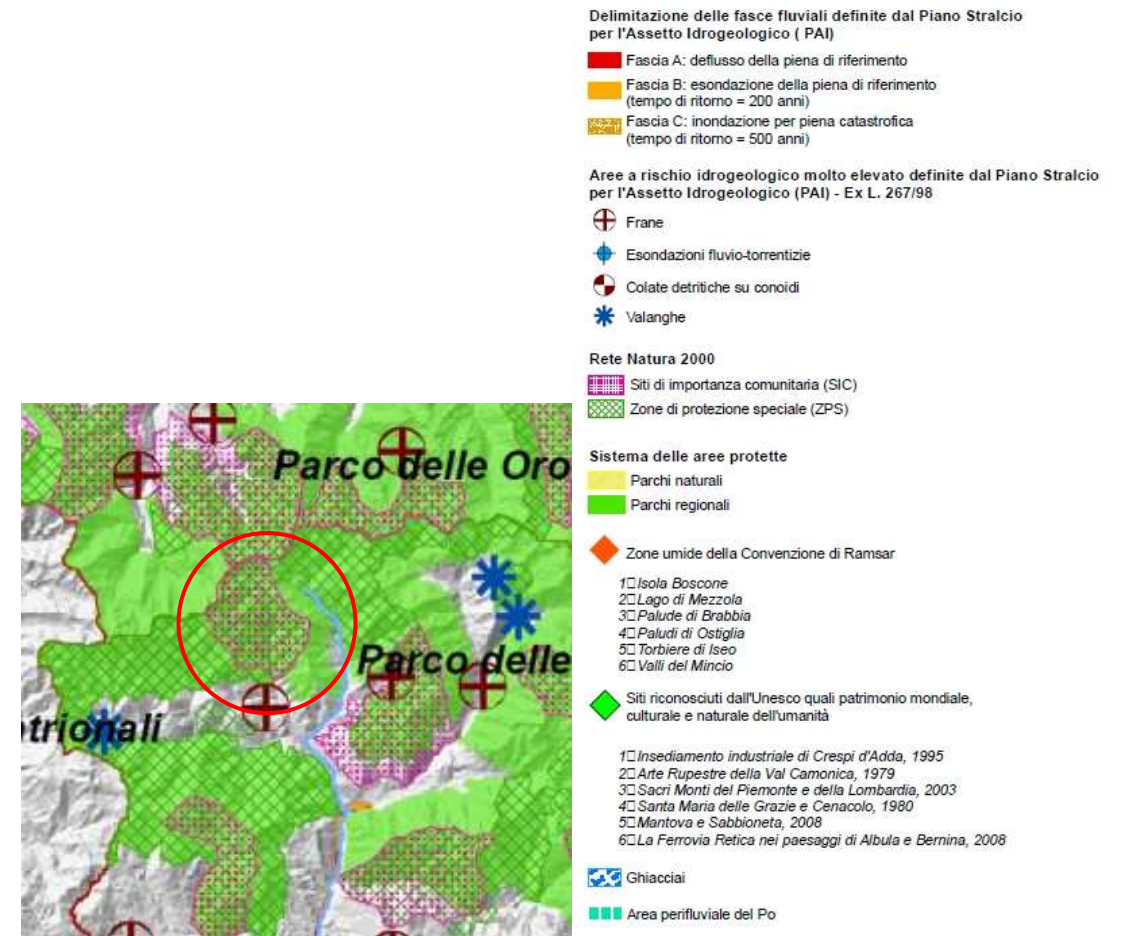 Delimitazione delle fasce fluviali definite dal Piano Stralcio
per l'Assetto Idrogeologico ( PAI)
Fascia A: deflusso della piena di riferimento
Fascia B: esondazione della piena di riferimento
(tempo di ritorno = 200 anni)
Fascia C: inondazione per piena catastrofica
(tempo di ritorno = 500 anni)
Aree a rischio idrogeologico molto elevato definite dal Piano Stralcio
per l'Assetto Idrogeologico (PAI) - Ex L. 267/98
Frane
Esondazioni fluvio-torrentizie
Colate detritiche su conoidi
Valanghe
Rete Natura 2000
Siti di importanza comunitaria (SIC)
Zone di protezione speciale (ZPS)
Sistema delle aree protette
Parchi naturali
Parchi regionali
Zone umide della Convenzione di Ramsar
1□Isola Boscone
2□Lago di Mezzola
3□Palude di Brabbia
4□Paludi di Ostiglia
5□Torbiere di Iseo
6□Valli del Mincio
Siti riconosciuti dall'Unesco quali patrimonio mondiale,
culturale e naturale dell'umanità
1□Insediamento industriale di Crespi d'Adda, 1995
2□Arte Rupestre della Val Camonica, 1979
3□Sacri Monti del Piemonte e della Lombardia, 2003
4□Santa Maria delle Grazie e Cenacolo, 1980
5□Mantova e Sabbioneta, 2008
6□La Ferrovia Retica nei paesaggi di Albula e Bernina, 2008
Ghiacciai
Area perifluviale del Po
Parco delle Oro
Parco delle
trionali